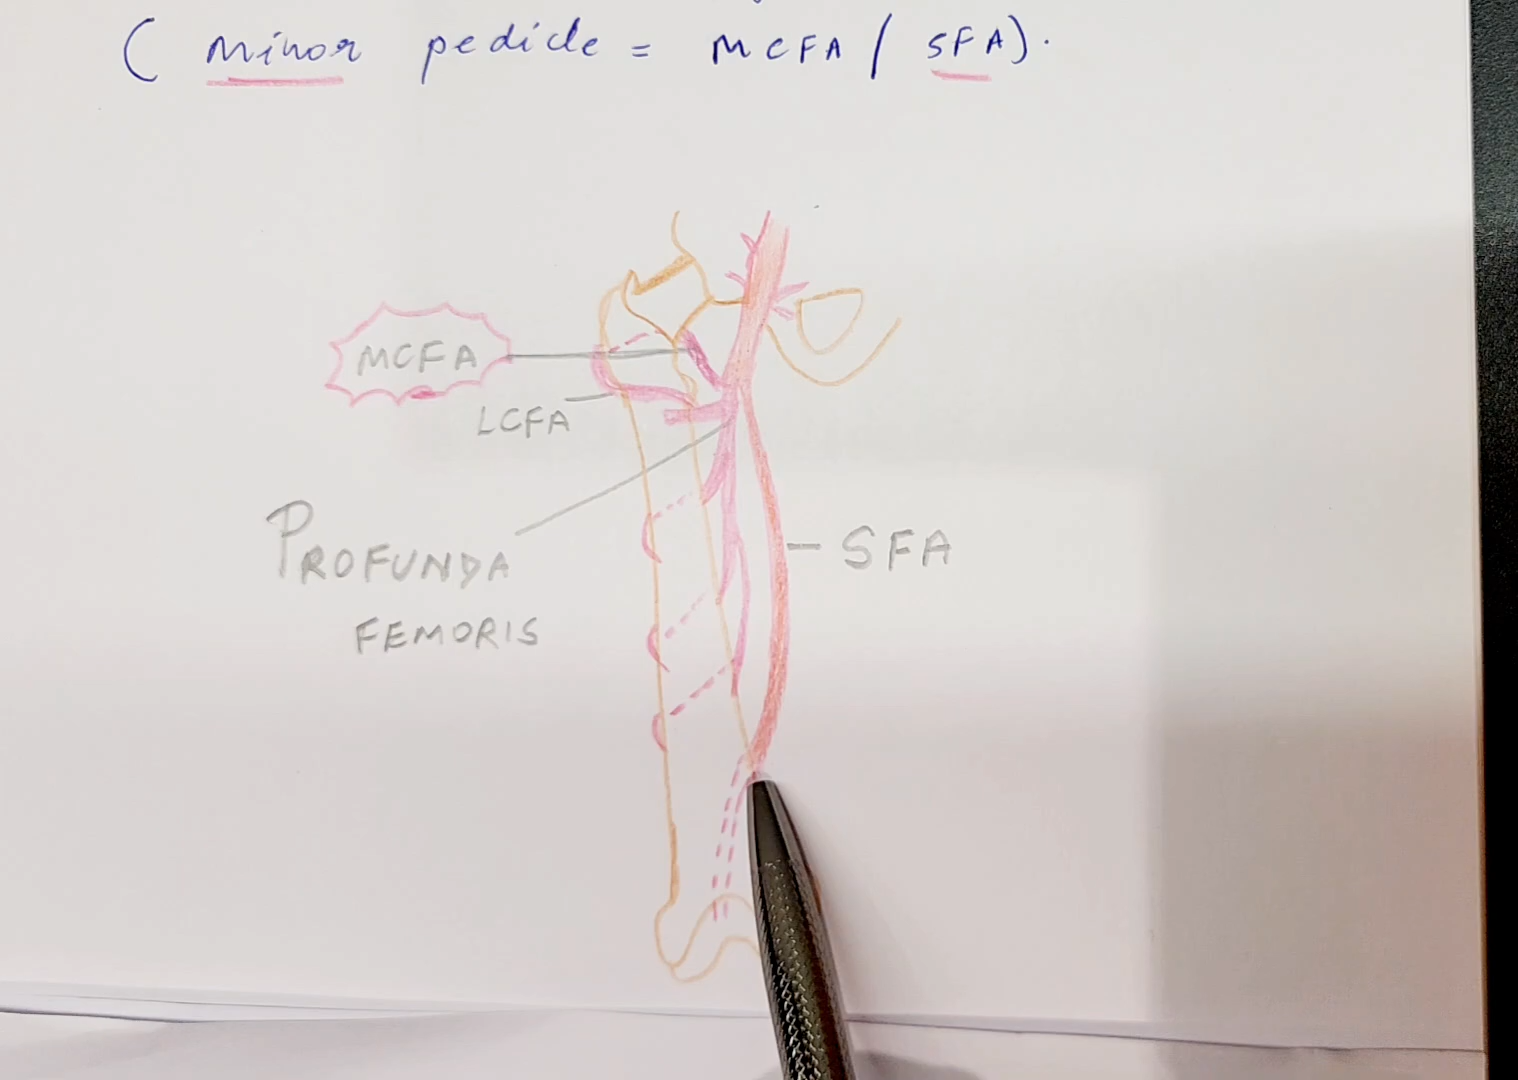 ( Minor pedicle = MCFA / SFA).
MCFA
LCFA
PROFUNDA
FEMORIS
- SFA